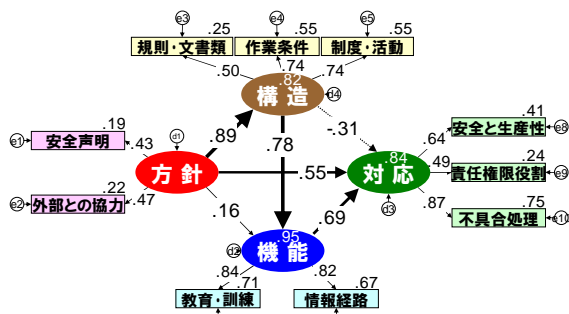 e3 .25 e4 .55 e5 .55
規則・文書類 作業条件 制度・活動
.50 .74 .74
.82
構造 d4
.19 d1 -.31 .41
e1 安全声明 .43 .89 .78 .64 安全と生産性 e8
.84 .24
方針 .55 対応 .49 責任権限役割 e9
.22 .75
e2 外部との協力 .47 .16 .69 d3 .87 不具合処理 e10
d2 .95
機能
.84 .71 .82 .67
教育・訓練 情報経路